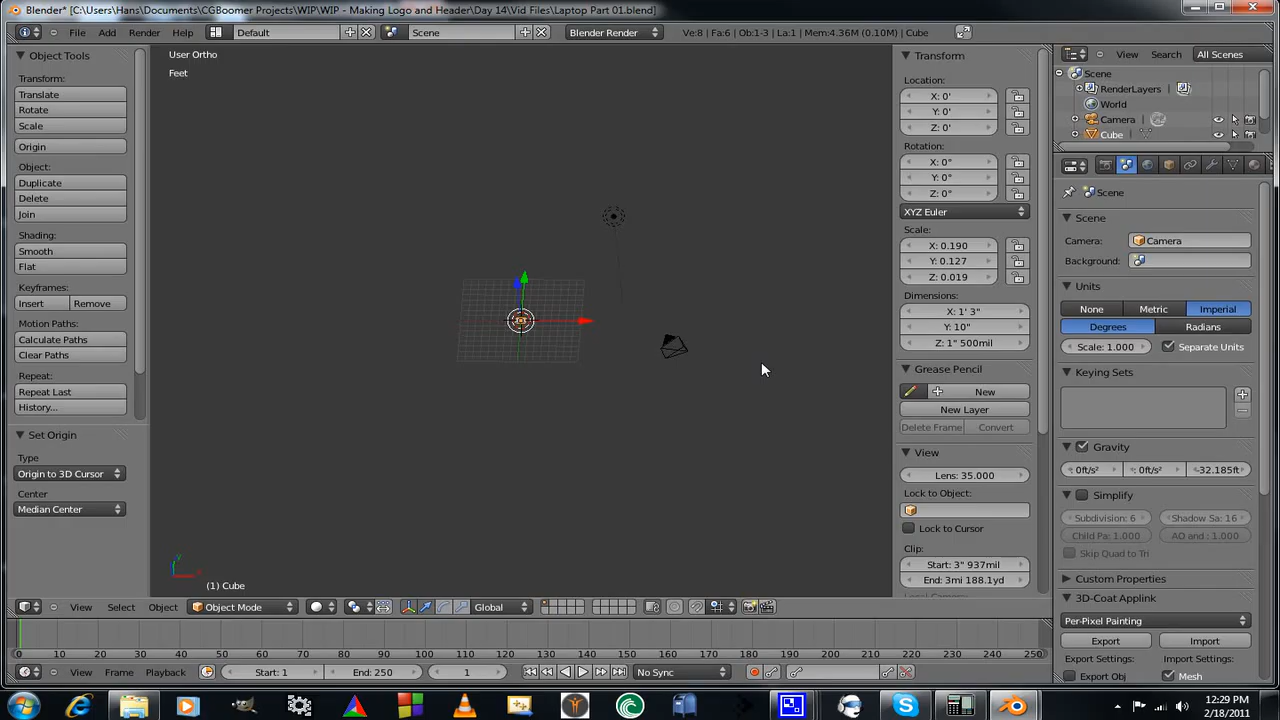 Blender* [C:\Users\Hans\Documents\CGBoomer Projects\WIP\WIP - Making Logo and Header\Day 14\Vid Files\Laptop Part 01.blend]
File Add Render Help Default Scene Blender Render Ve:8 | Fa:6 | Ob:1-3 | La:1 | Mem:4.36M (0.10M) | Cube
Object Tools
Transform:
Translate
Rotate
Scale
Origin
Object:
Duplicate
Delete
Join
Shading:
Smooth
Flat
Keyframes:
Insert Remove
Motion Paths:
Calculate Paths
Clear Paths
Repeat:
Repeat Last
History...
Set Origin
Type
Origin to 3D Cursor
Center
Median Center
User Ortho
Feet
(1) Cube
Transform
Location:
X: 0'
Y: 0'
Z: 0'
Rotation:
X: 0°
Y: 0°
Z: 0°
XYZ Euler
Scale:
X: 0.190
Y: 0.127
Z: 0.019
Dimensions:
X: 1' 3"
Y: 10"
Z: 1" 500mil
Grease Pencil
New
New Layer
Delete Frame Convert
View
Lens: 35.000
Lock to Object:
Lock to Cursor
Clip:
Start: 3" 937mil
End: 3mi 188.1yd
Local Camera:
View Search All Scenes
Scene
RenderLayers
World
Camera
Cube
Scene
Scene
Camera: Camera
Background:
Units
None Metric Imperial
Degrees Radians
Scale: 1.000 Separate Units
Keying Sets
Gravity
0ft/s² 0ft/s² -32.185ft
Simplify
Subdivision: 6 Shadow Sa: 16
Child Pa: 1.000 AO and : 1.000
Skip Quad to Tri
Custom Properties
3D-Coat Applink
Per-Pixel Painting
Export Import
Export Settings: Import Settings:
Export Obj Mesh
View Select Object Object Mode Global
0 10 20 30 40 50 60 70 80 90 100 110 120 130 140 150 160 170 180 190 200 210 220 230 240 250
View Frame Playback Start: 1 End: 250 1 No Sync
12:29 PM
2/18/2011